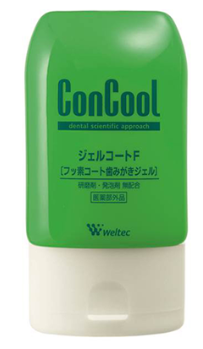 ConCool
dental scientific approach
ジェルコートF
[フッ素コート歯みがきジェル]
研磨剤・発泡剤 無配合
医薬部外品
Weltec